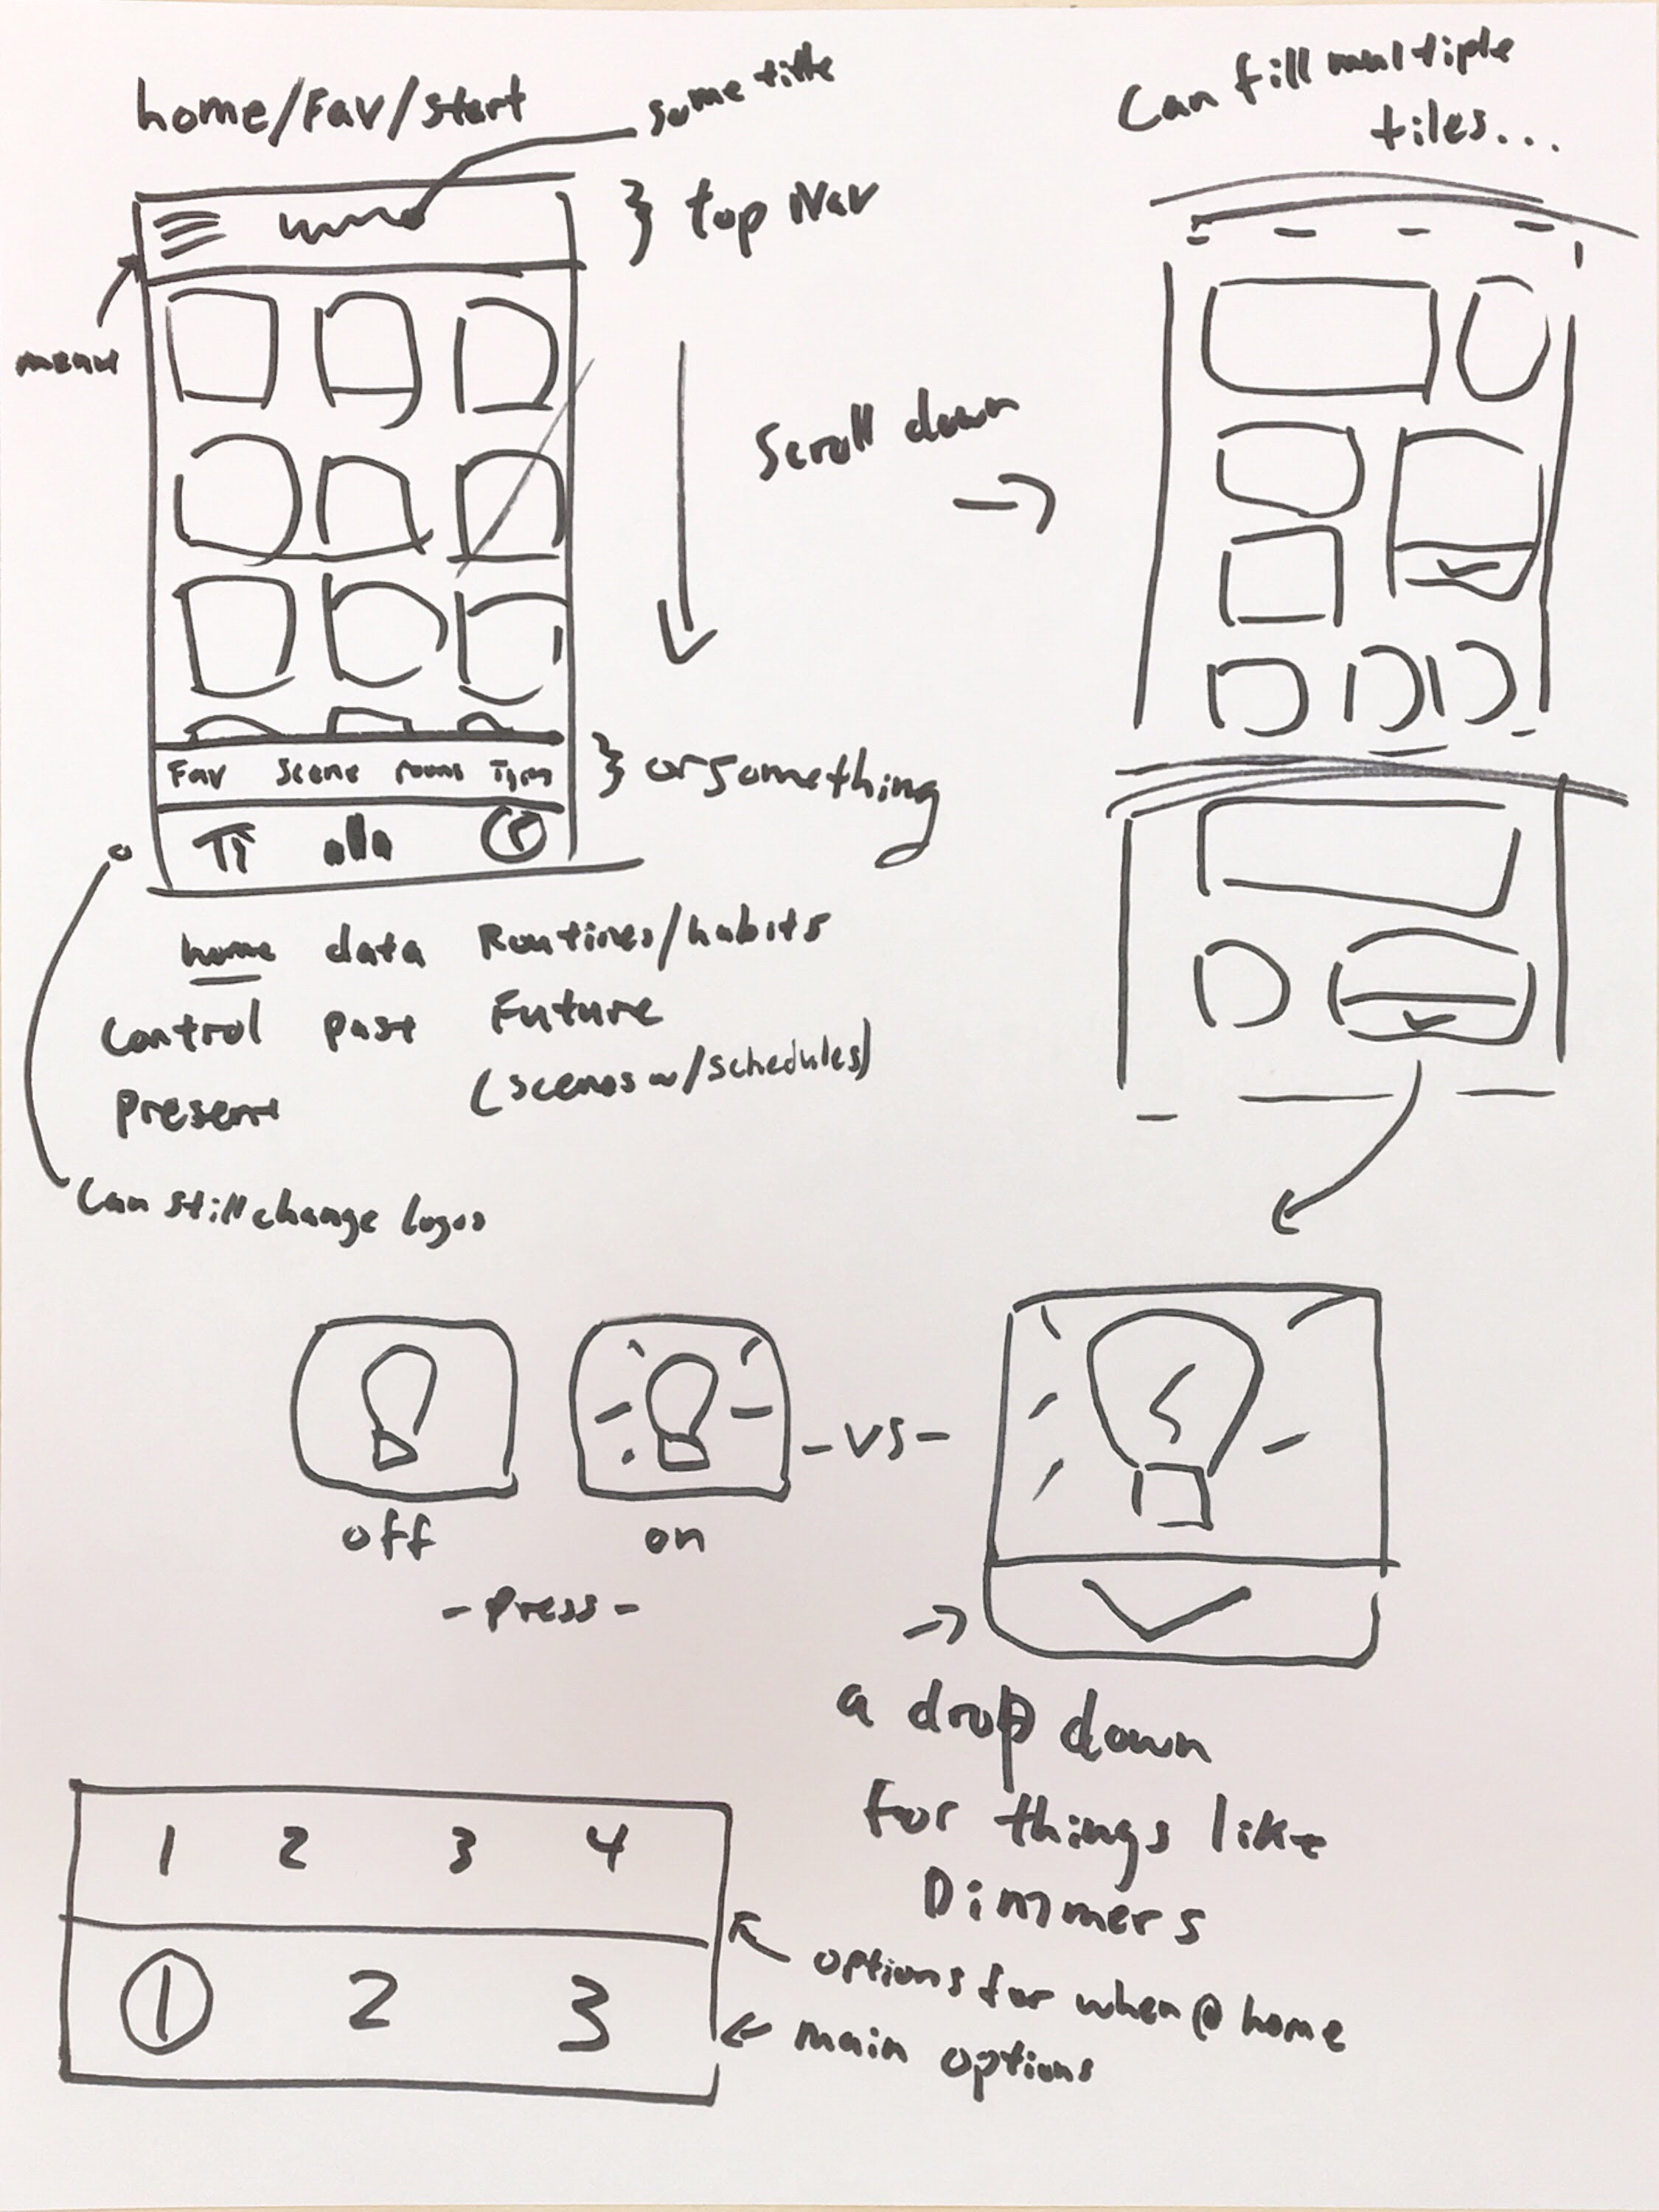 home/Fav/start
some title
Can fill multiple
tiles...
top Nav
menu
Scroll down
Fav Scene rooms
or something
home data Routines/habits
Control past Future
Present (scenes w/schedules)
Can still change logos
-VS-
off on
-Press-
a drop down
for things like
Dimmers
1 2 3 4
1 2 3
options for when @ home
main options